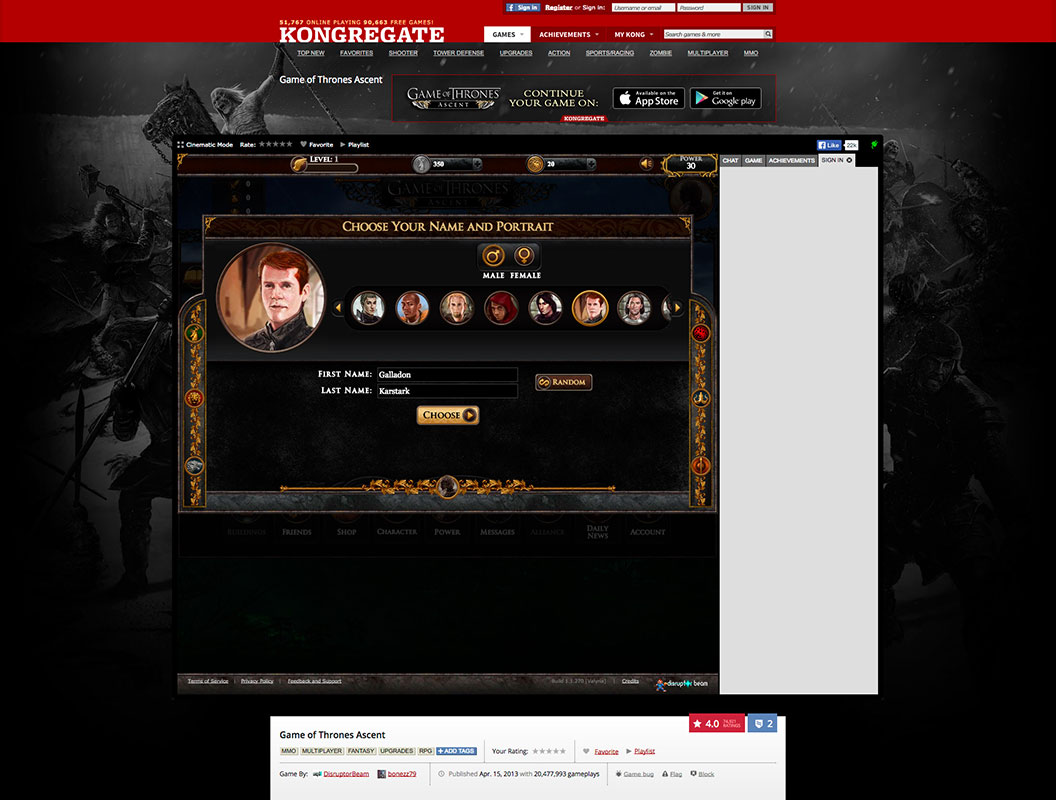 Sign in Register or Sign in: Username or email Password SIGN IN
51,767 ONLINE PLAYING 90,663 FREE GAMES!
KONGREGATE
GAMES ACHIEVEMENTS MY KONG Search games & more
TOP NEW FAVORITES SHOOTER TOWER DEFENSE UPGRADES ACTION SPORTS/RACING ZOMBIE MULTIPLAYER MMO
Game of Thrones Ascent
GAME OF THRONES
ASCENT
CONTINUE
YOUR GAME ON:
Available on the
App Store
Get it on
Google play
KONGREGATE
Cinematic Mode Rate: Favorite Playlist Like 22k
LEVEL: 1 350 20 POWER
30
CHAT GAME ACHIEVEMENTS SIGN IN
GAME OF THRONES
ASCENT
CHOOSE YOUR NAME AND PORTRAIT
MALE FEMALE
FIRST NAME: Galladon
LAST NAME: Karstark
RANDOM
CHOOSE
BUILDINGS FRIENDS SHOP CHARACTER POWER MESSAGES ALLIANCE DAILY NEWS ACCOUNT
Terms of Service | Privacy Policy | Feedback and Support
Credits disruptor beam
4.0 RATINGS 2
Game of Thrones Ascent
MMO MULTIPLAYER FANTASY UPGRADES RPG + ADD TAGS Your Rating: Favorite Playlist
Game By: DisruptorBeam bonezz79 Published Apr. 15, 2013 with 20,477,993 gameplays Game bug Flag Block